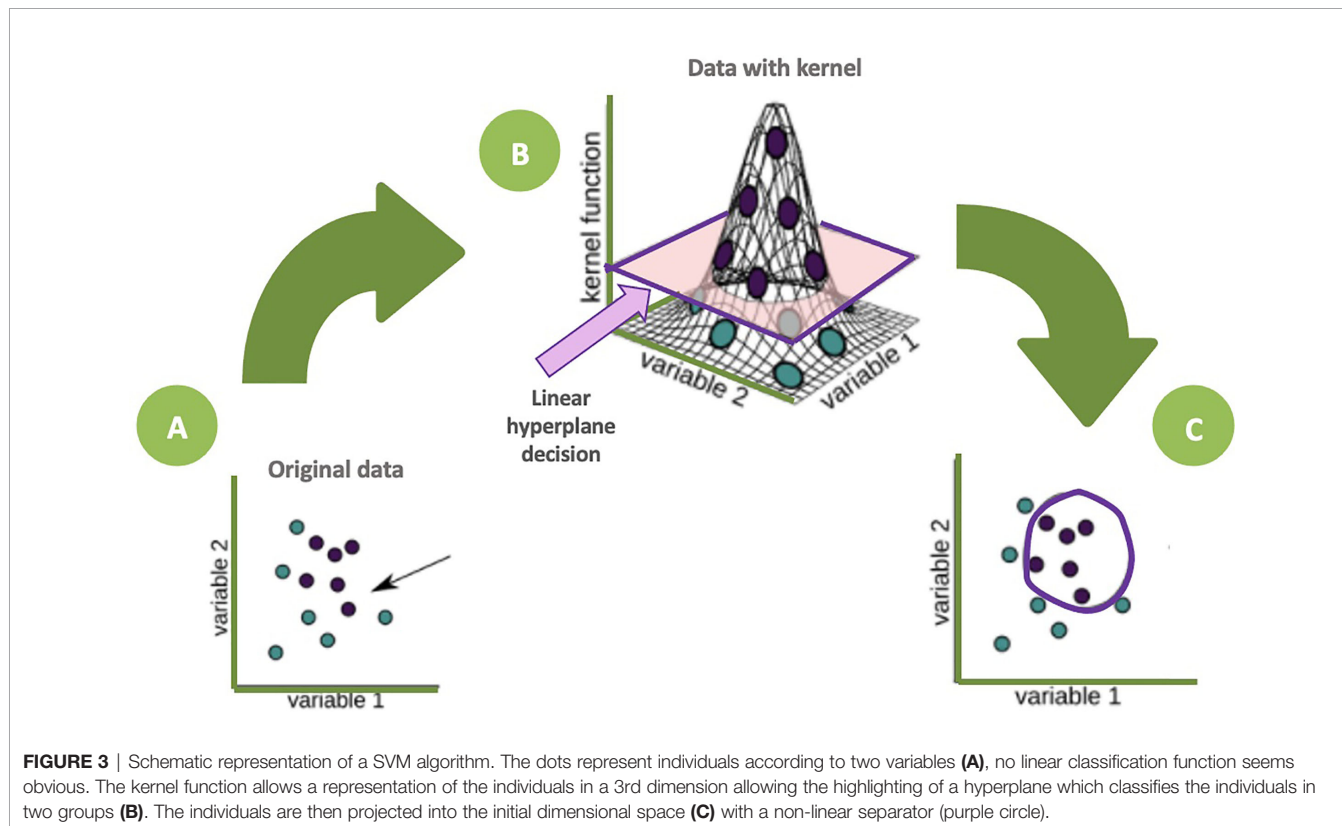 Data with kernel
B
kernel function
variable 2
variable 1
Linear
hyperplane
decision
A
Original data
variable 2
variable 1
C
variable 2
variable 1
FIGURE 3 | Schematic representation of a SVM algorithm. The dots represent individuals according to two variables (A), no linear classification function seems
obvious. The kernel function allows a representation of the individuals in a 3rd dimension allowing the highlighting of a hyperplane which classifies the individuals in
two groups (B). The individuals are then projected into the initial dimensional space (C) with a non-linear separator (purple circle).